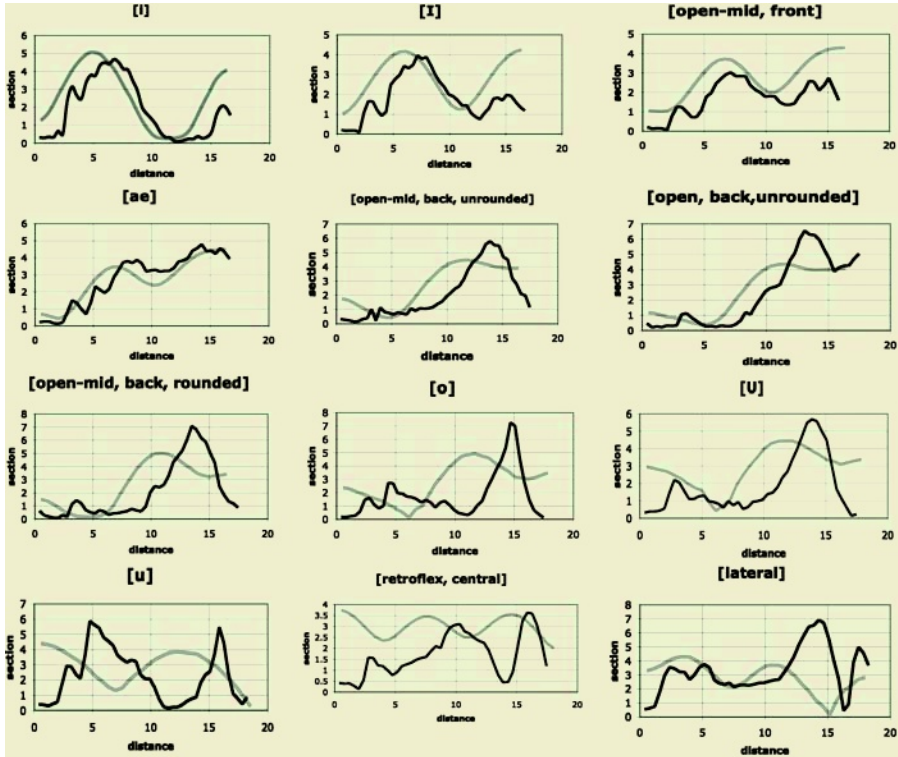 [i]
section
6
5
4
3
2
1
0
0 5 10 15 20
distance
[I]
section
5
4
3
2
1
0
0 5 10 15 20
distance
[open-mid, front]
section
5
4
3
2
1
0
0 5 10 15 20
distance
[ae]
section
6
5
4
3
2
1
0
0 5 10 15 20
distance
[open-mid, back, unrounded]
section
7
6
5
4
3
2
1
0
0 5 10 15 20
distance
[open, back,unrounded]
section
7
6
5
4
3
2
1
0
0 5 10 15 20
distance
[open-mid, back, rounded]
section
8
7
6
5
4
3
2
1
0
0 5 10 15 20
distance
[o]
section
8
7
6
5
4
3
2
1
0
0 5 10 15 20
distance
[U]
section
6
5
4
3
2
1
0
0 5 10 15 20
distance
[u]
section
7
6
5
4
3
2
1
0
0 5 10 15 20
distance
[retroflex, central]
section
4
3.5
3
2.5
2
1.5
1
0.5
0
0 5 10 15 20
distance
[lateral]
section
8
7
6
5
4
3
2
1
0
0 5 10 15 20
distance